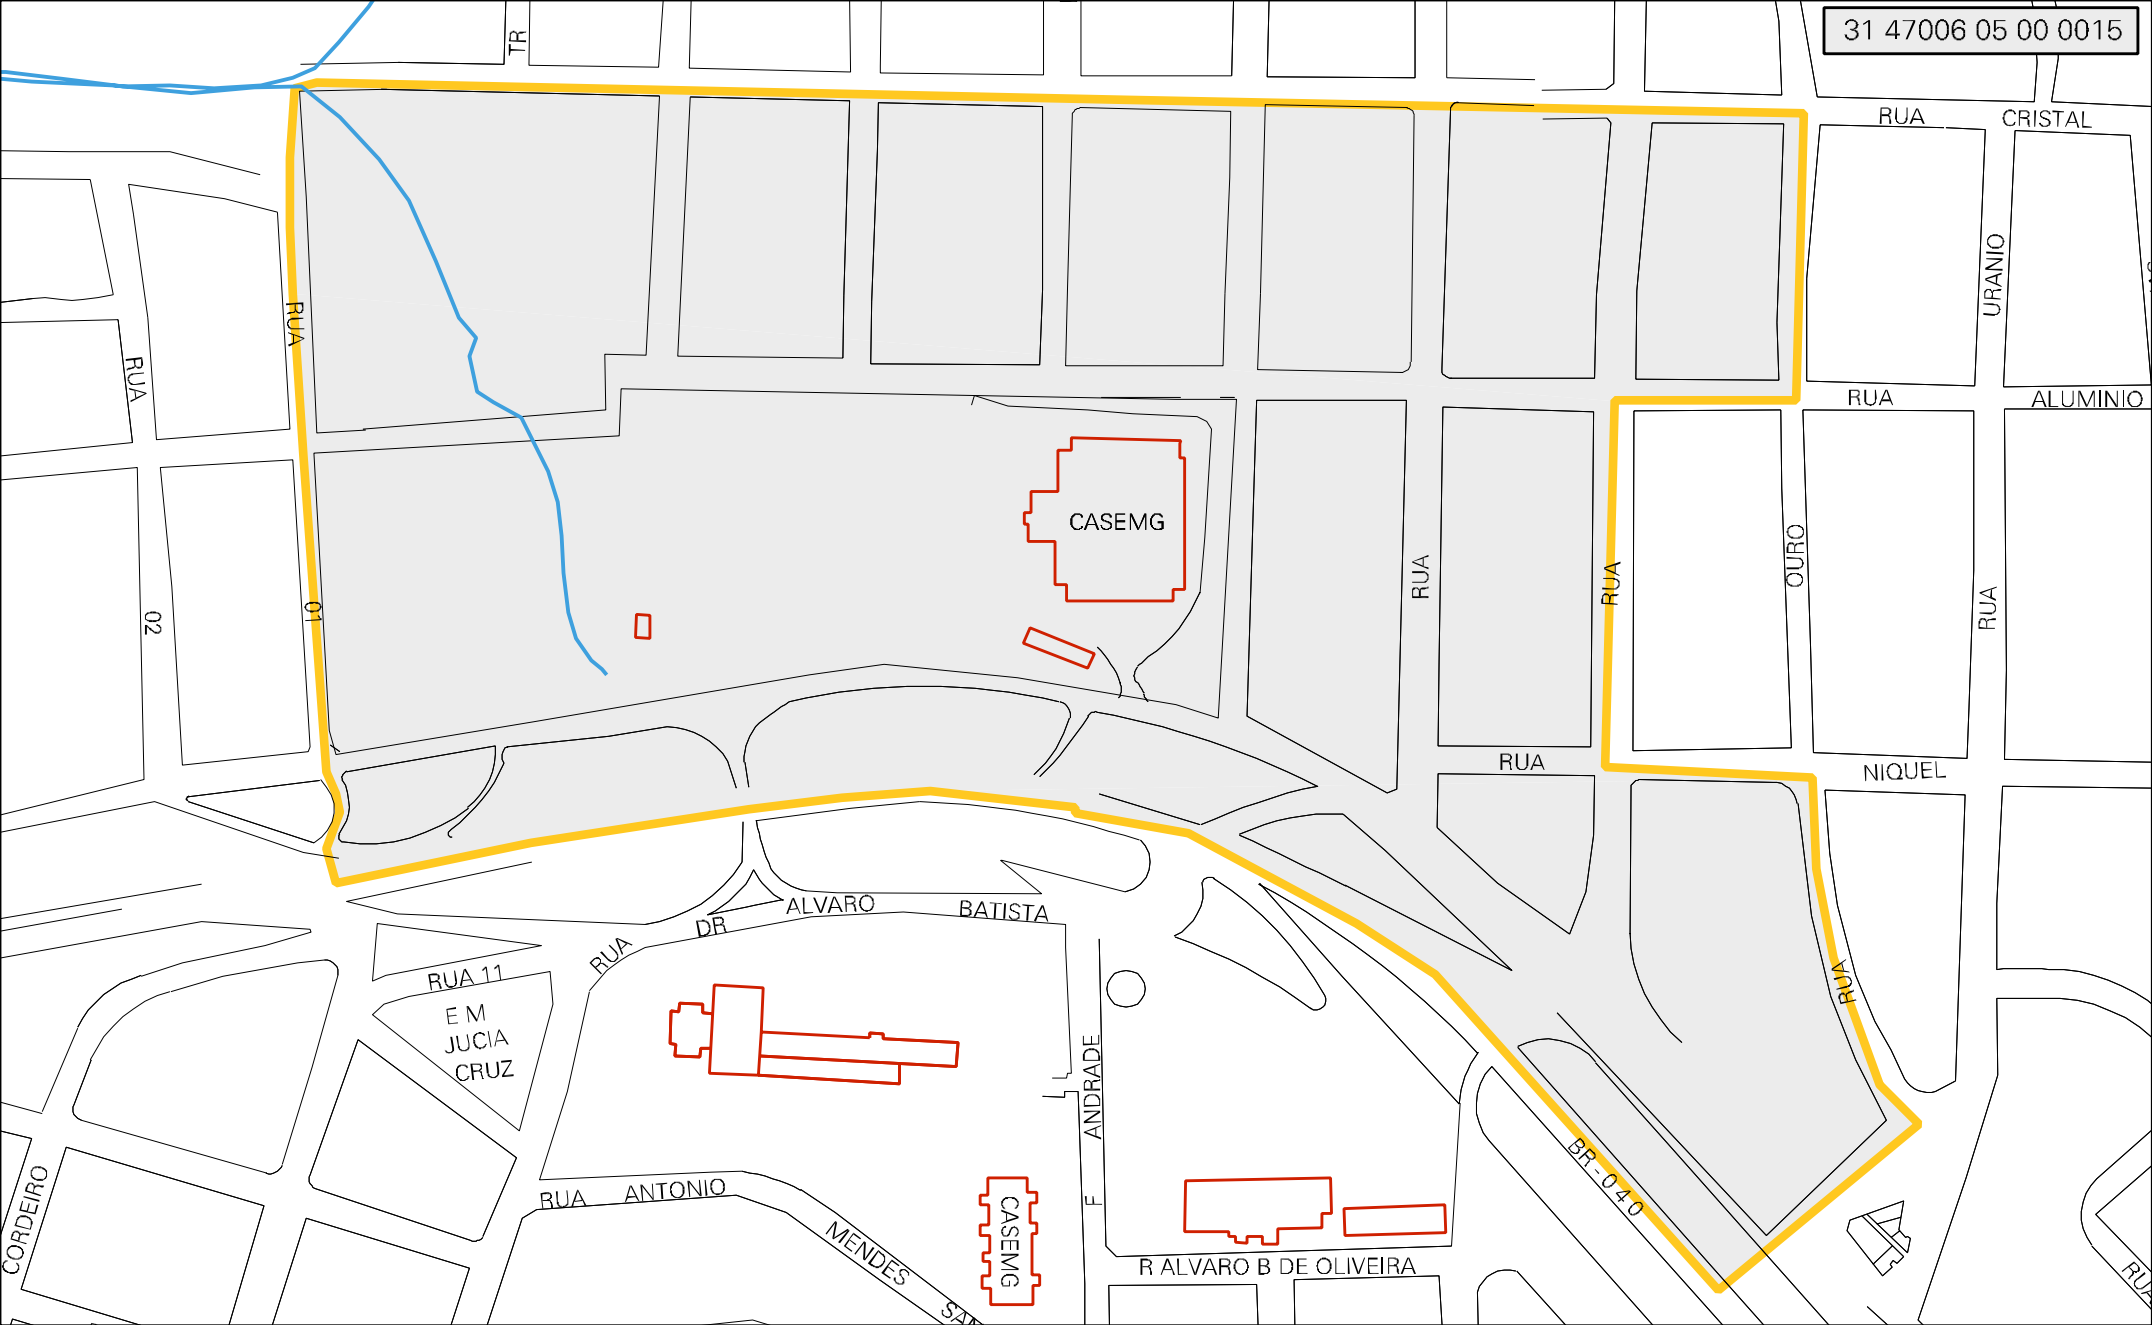 TR
31 47006 05 00 0015
RUA CRISTAL
URANIO
RUA
RUA
RUA ALUMINIO
CASEMG
OURO
RUA
RUA
RUA
02
01
RUA NIQUEL
RUA
RUA DR ALVARO BATISTA
RUA 11
E M
JUCIA
CRUZ
RUA
F ANDRADE
BR-040
RUA ANTONIO MENDES
CORDEIRO
CASEMG
R ALVARO B DE OLIVEIRA
RUA